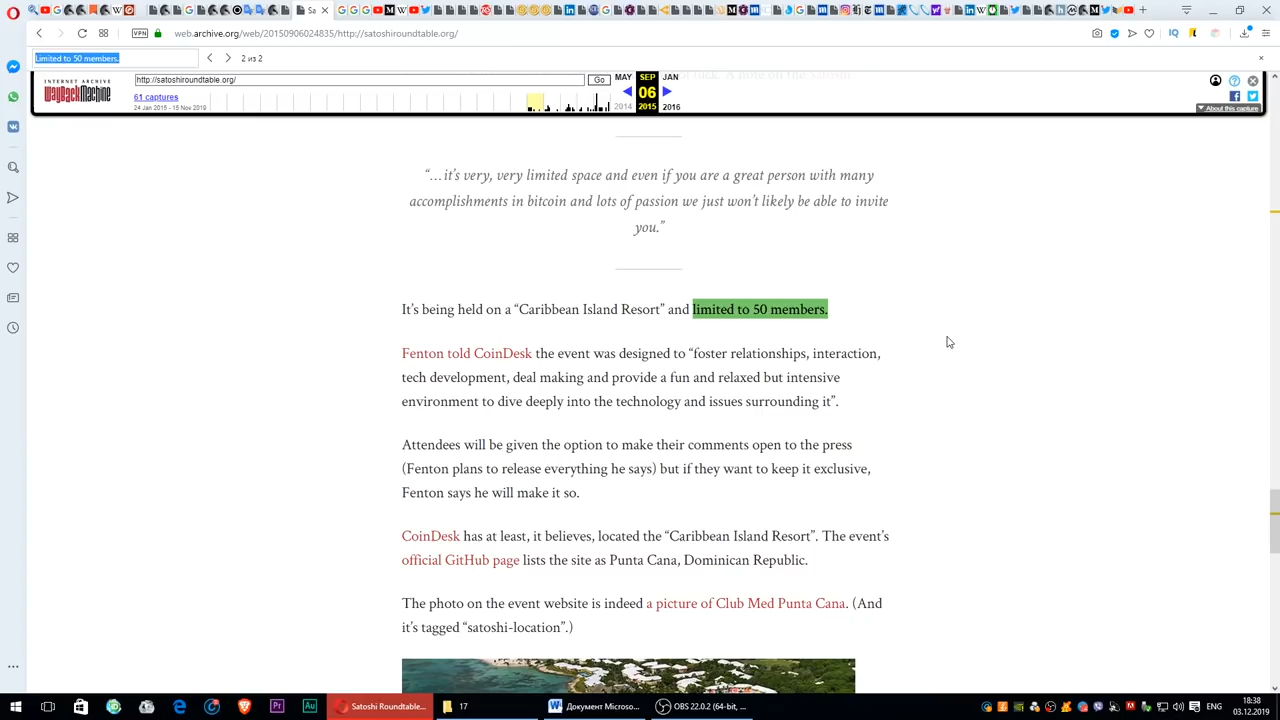 Sa
VPN
web.archive.org/web/20150906024835/http://satoshiroundtable.org/
Limited to 50 members.
2 из 2
INTERNET ARCHIVE
WayBackMachine
http://satoshiroundtable.org/
Go
61 captures
24 Jan 2015 - 15 Nov 2019
MAY SEP JAN
06
2014 2015 2016
About this capture
“…it’s very, very limited space and even if you are a great person with many
accomplishments in bitcoin and lots of passion we just won’t likely be able to invite
you.”
It’s being held on a “Caribbean Island Resort” and limited to 50 members.
Fenton told CoinDesk the event was designed to “foster relationships, interaction,
tech development, deal making and provide a fun and relaxed but intensive
environment to dive deeply into the technology and issues surrounding it”.
Attendees will be given the option to make their comments open to the press
(Fenton plans to release everything he says) but if they want to keep it exclusive,
Fenton says he will make it so.
CoinDesk has at least, it believes, located the “Caribbean Island Resort”. The event’s
official GitHub page lists the site as Punta Cana, Dominican Republic.
The photo on the event website is indeed a picture of Club Med Punta Cana. (And
it’s tagged “satoshi-location”.)
Satoshi Roundtable...
17
Документ Microso...
OBS 22.0.2 (64-bit, ...
18:38
03.12.2019